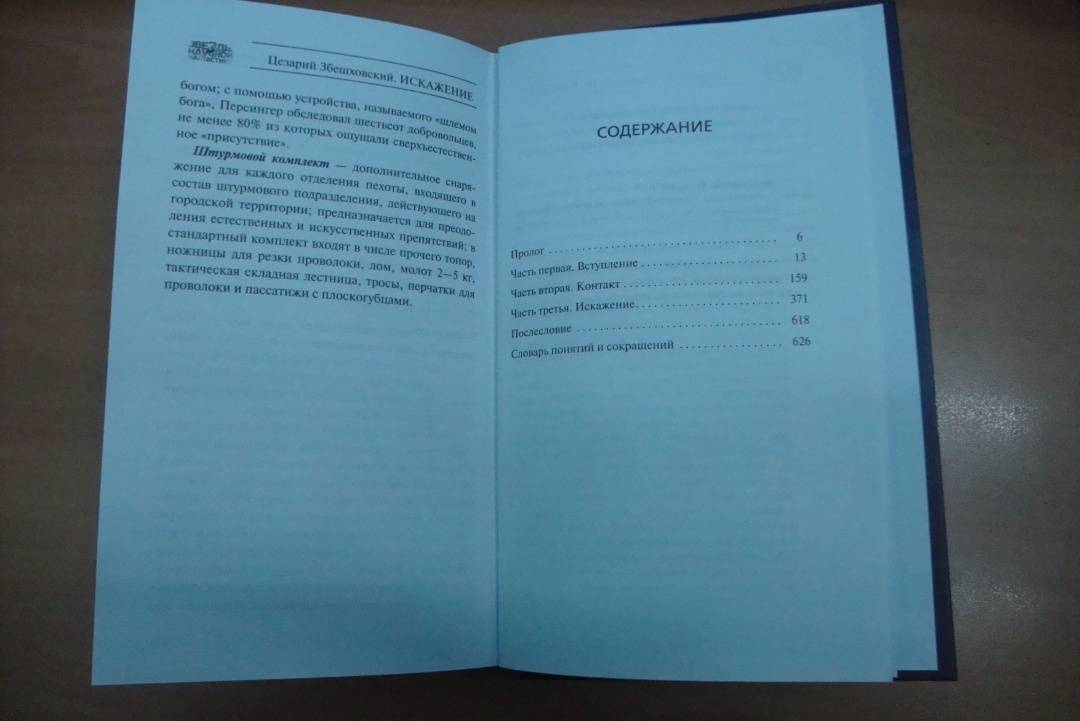 Цезарий Збешховский. ИСКАЖЕНИЕ
богом; с помощью устройства, называемого «шлемом
бога», Персингер обследовал шестьсот добровольцев,
не менее 80% из которых ощущали сверхъестествен-
ное «присутствие».
Штурмовой комплект — дополнительное снаря-
жение для каждого отделения пехоты, входящего в
состав штурмового подразделения, действующего на
городской территории; предназначается для преодо-
ления естественных и искусственных препятствий; в
стандартный комплект входят в числе прочего топор,
ножницы для резки проволоки, лом, молот 2—5 кг,
тактическая складная лестница, тросы, перчатки для
проволоки и пассатижи с плоскогубцами.
СОДЕРЖАНИЕ
Пролог . . . . . . . . . . . . . . . . . . . . . . . . . . . . . . . . 6
Часть первая. Вступление . . . . . . . . . . . . . . . . . . . 13
Часть вторая. Контакт . . . . . . . . . . . . . . . . . . . . . 159
Часть третья. Искажение . . . . . . . . . . . . . . . . . . . 371
Послесловие . . . . . . . . . . . . . . . . . . . . . . . . . . . 618
Словарь понятий и сокращений . . . . . . . . . . . . . . 626